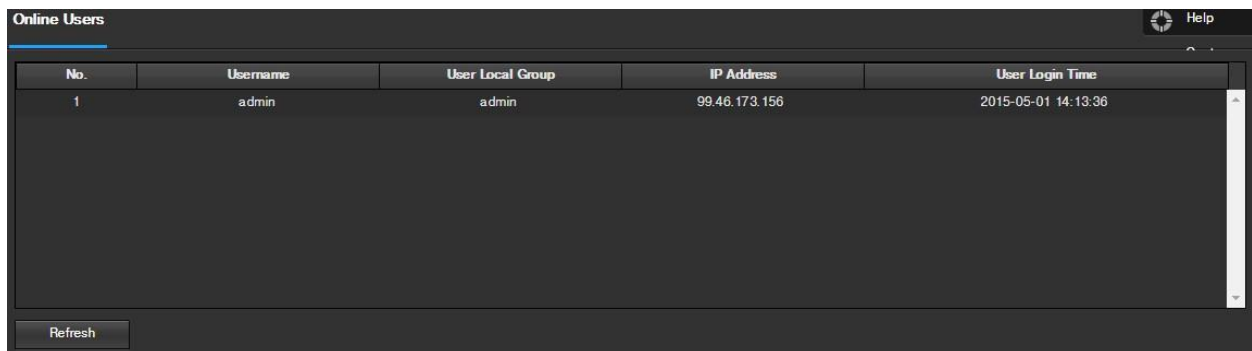 Online Users
Help
No. Username User Local Group IP Address User Login Time
1 admin admin 99.46.173.156 2015-05-01 14:13:36
Refresh